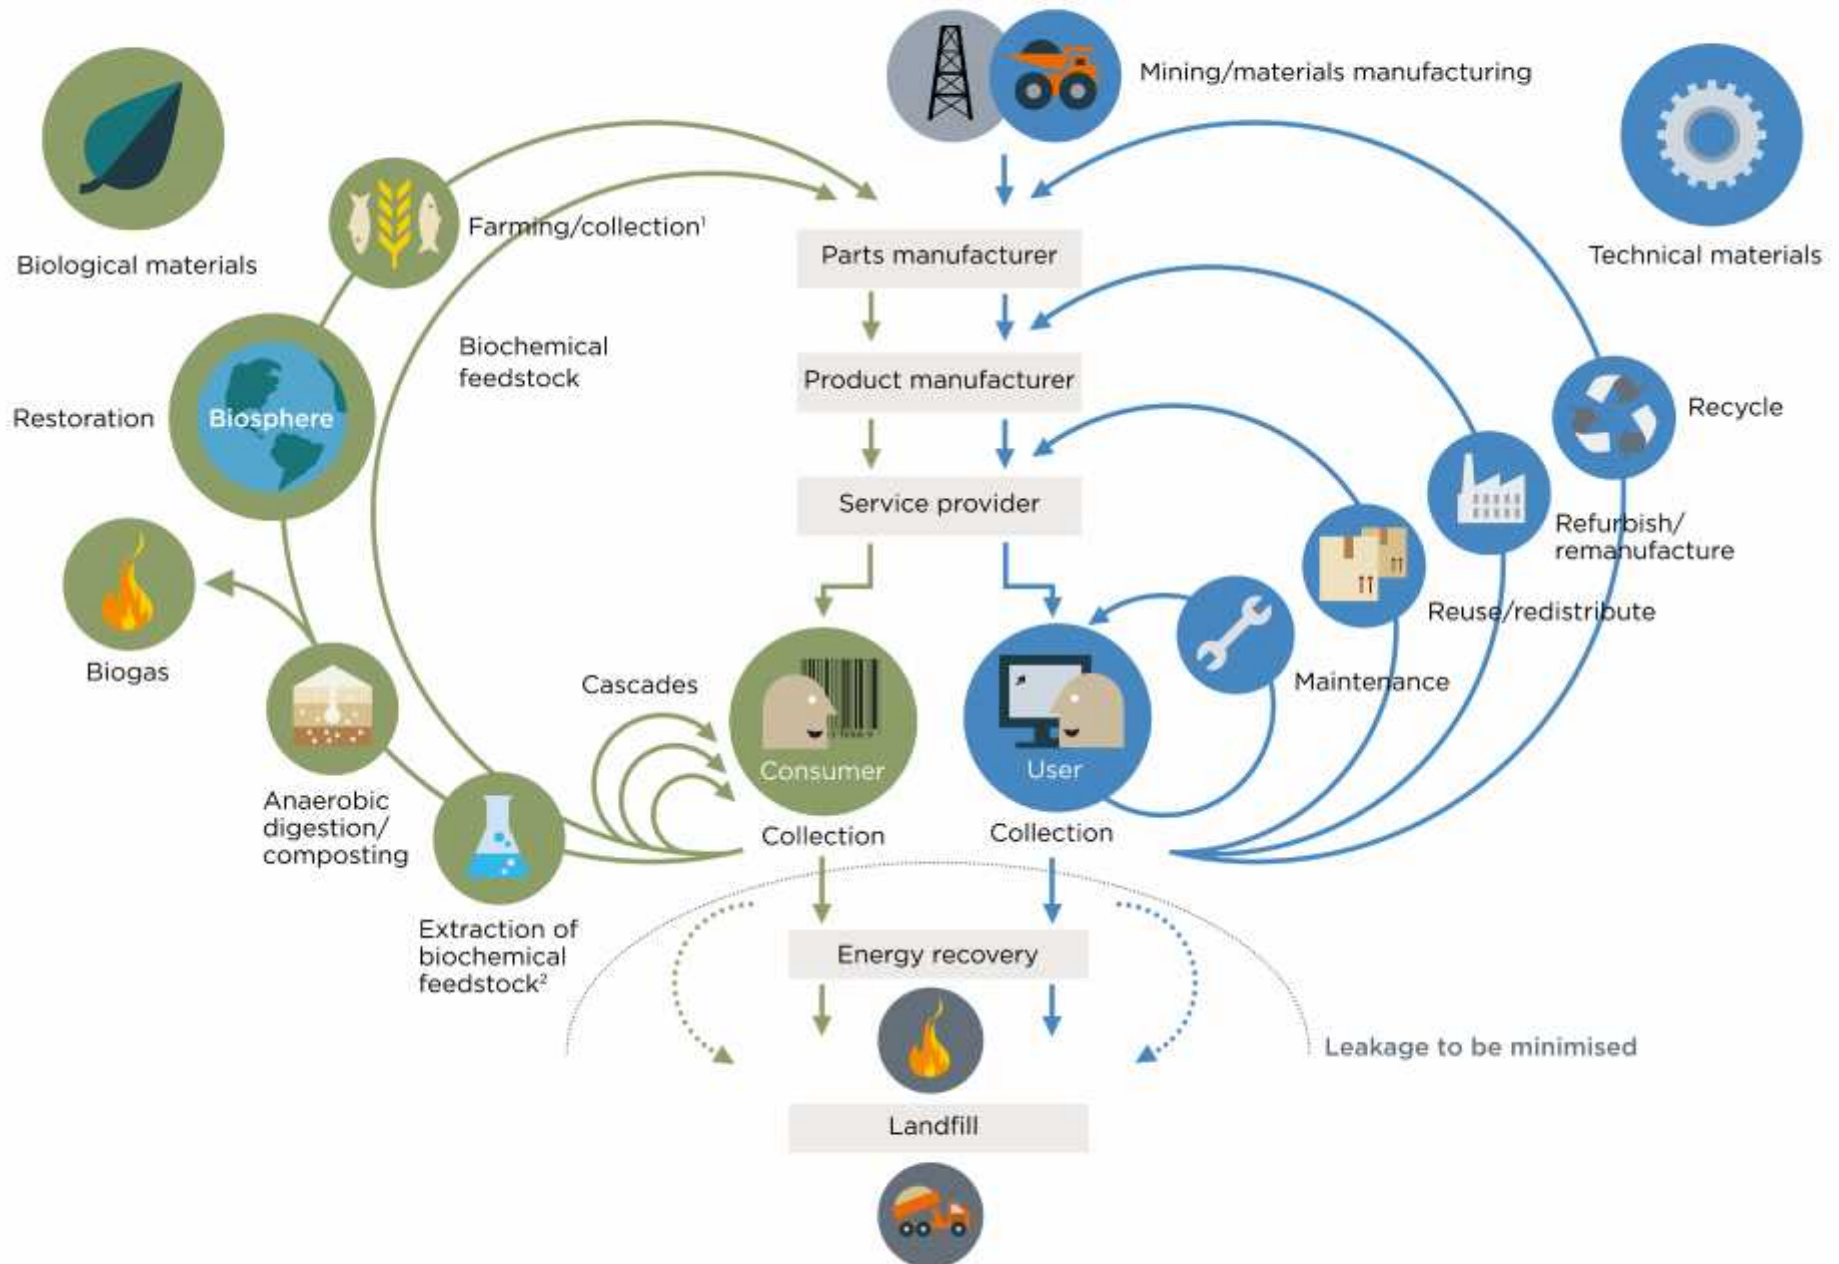 Mining/materials manufacturing
Biological materials
Technical materials
Farming/collection¹
Parts manufacturer
Biochemical
feedstock
Product manufacturer
Restoration
Biosphere
Recycle
Service provider
Refurbish/
remanufacture
Reuse/redistribute
Biogas
Cascades
Maintenance
Consumer
User
Anaerobic
digestion/
composting
Collection
Collection
Extraction of
biochemical
feedstock²
Energy recovery
Leakage to be minimised
Landfill